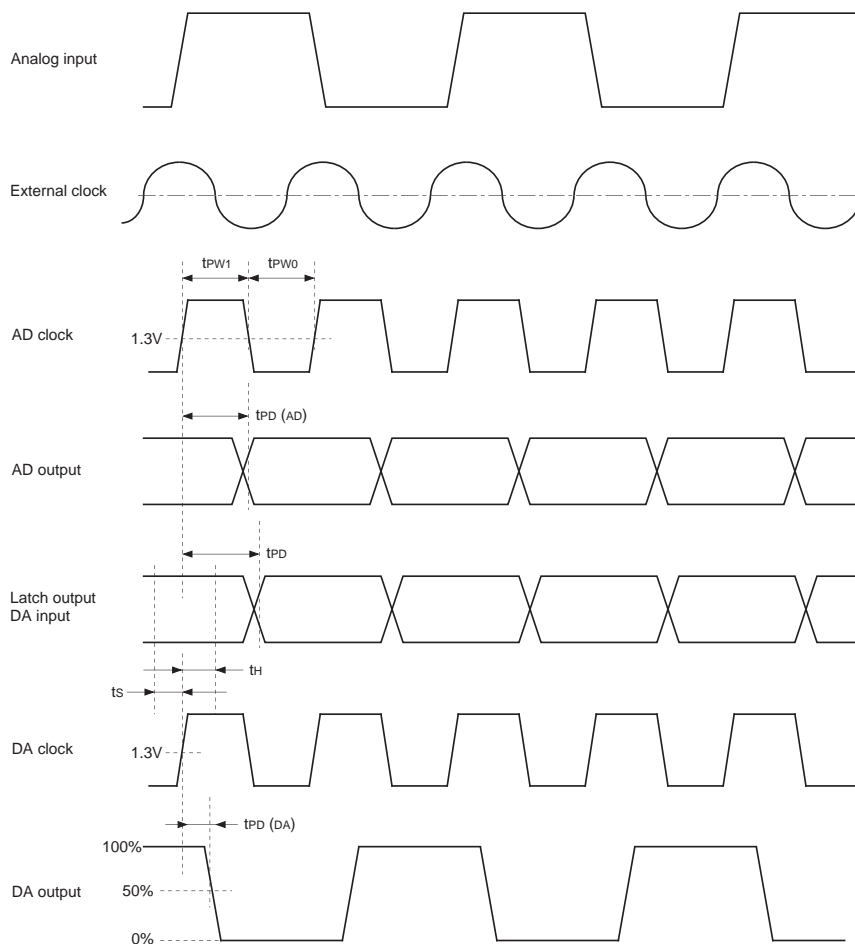 Analog input
External clock
tPW1 tPW0
AD clock
1.3V
tPD (AD)
AD output
tPD
Latch output
DA input
tH
tS
DA clock
1.3V
tPD (DA)
100%
DA output
50%
0%